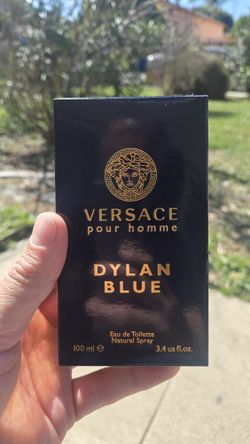 VERSACE
pour homme
DYLAN
BLUE
Eau de Toilette
Natural Spray
100 ml ℮ 3.4 us fl.oz.